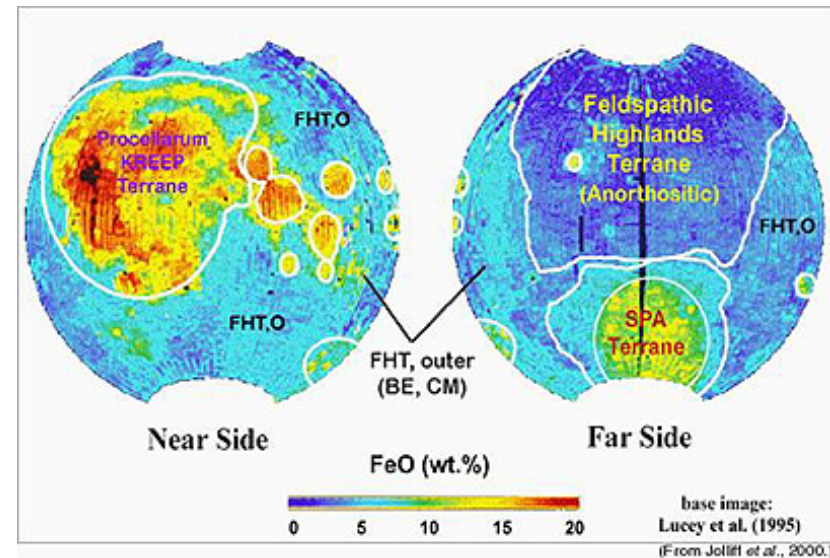 FHT,O
Procellarum
KREEP
Terrane
FHT,O
Feldspathic
Highlands
Terrane
(Anorthositic)
FHT,O
SPA
Terrane
FHT, outer
(BE, CM)
Near Side
Far Side
FeO (wt.%)
0 5 10 15 20
base image:
Lucey et al. (1995)
(From Jolliff et al., 2000.)